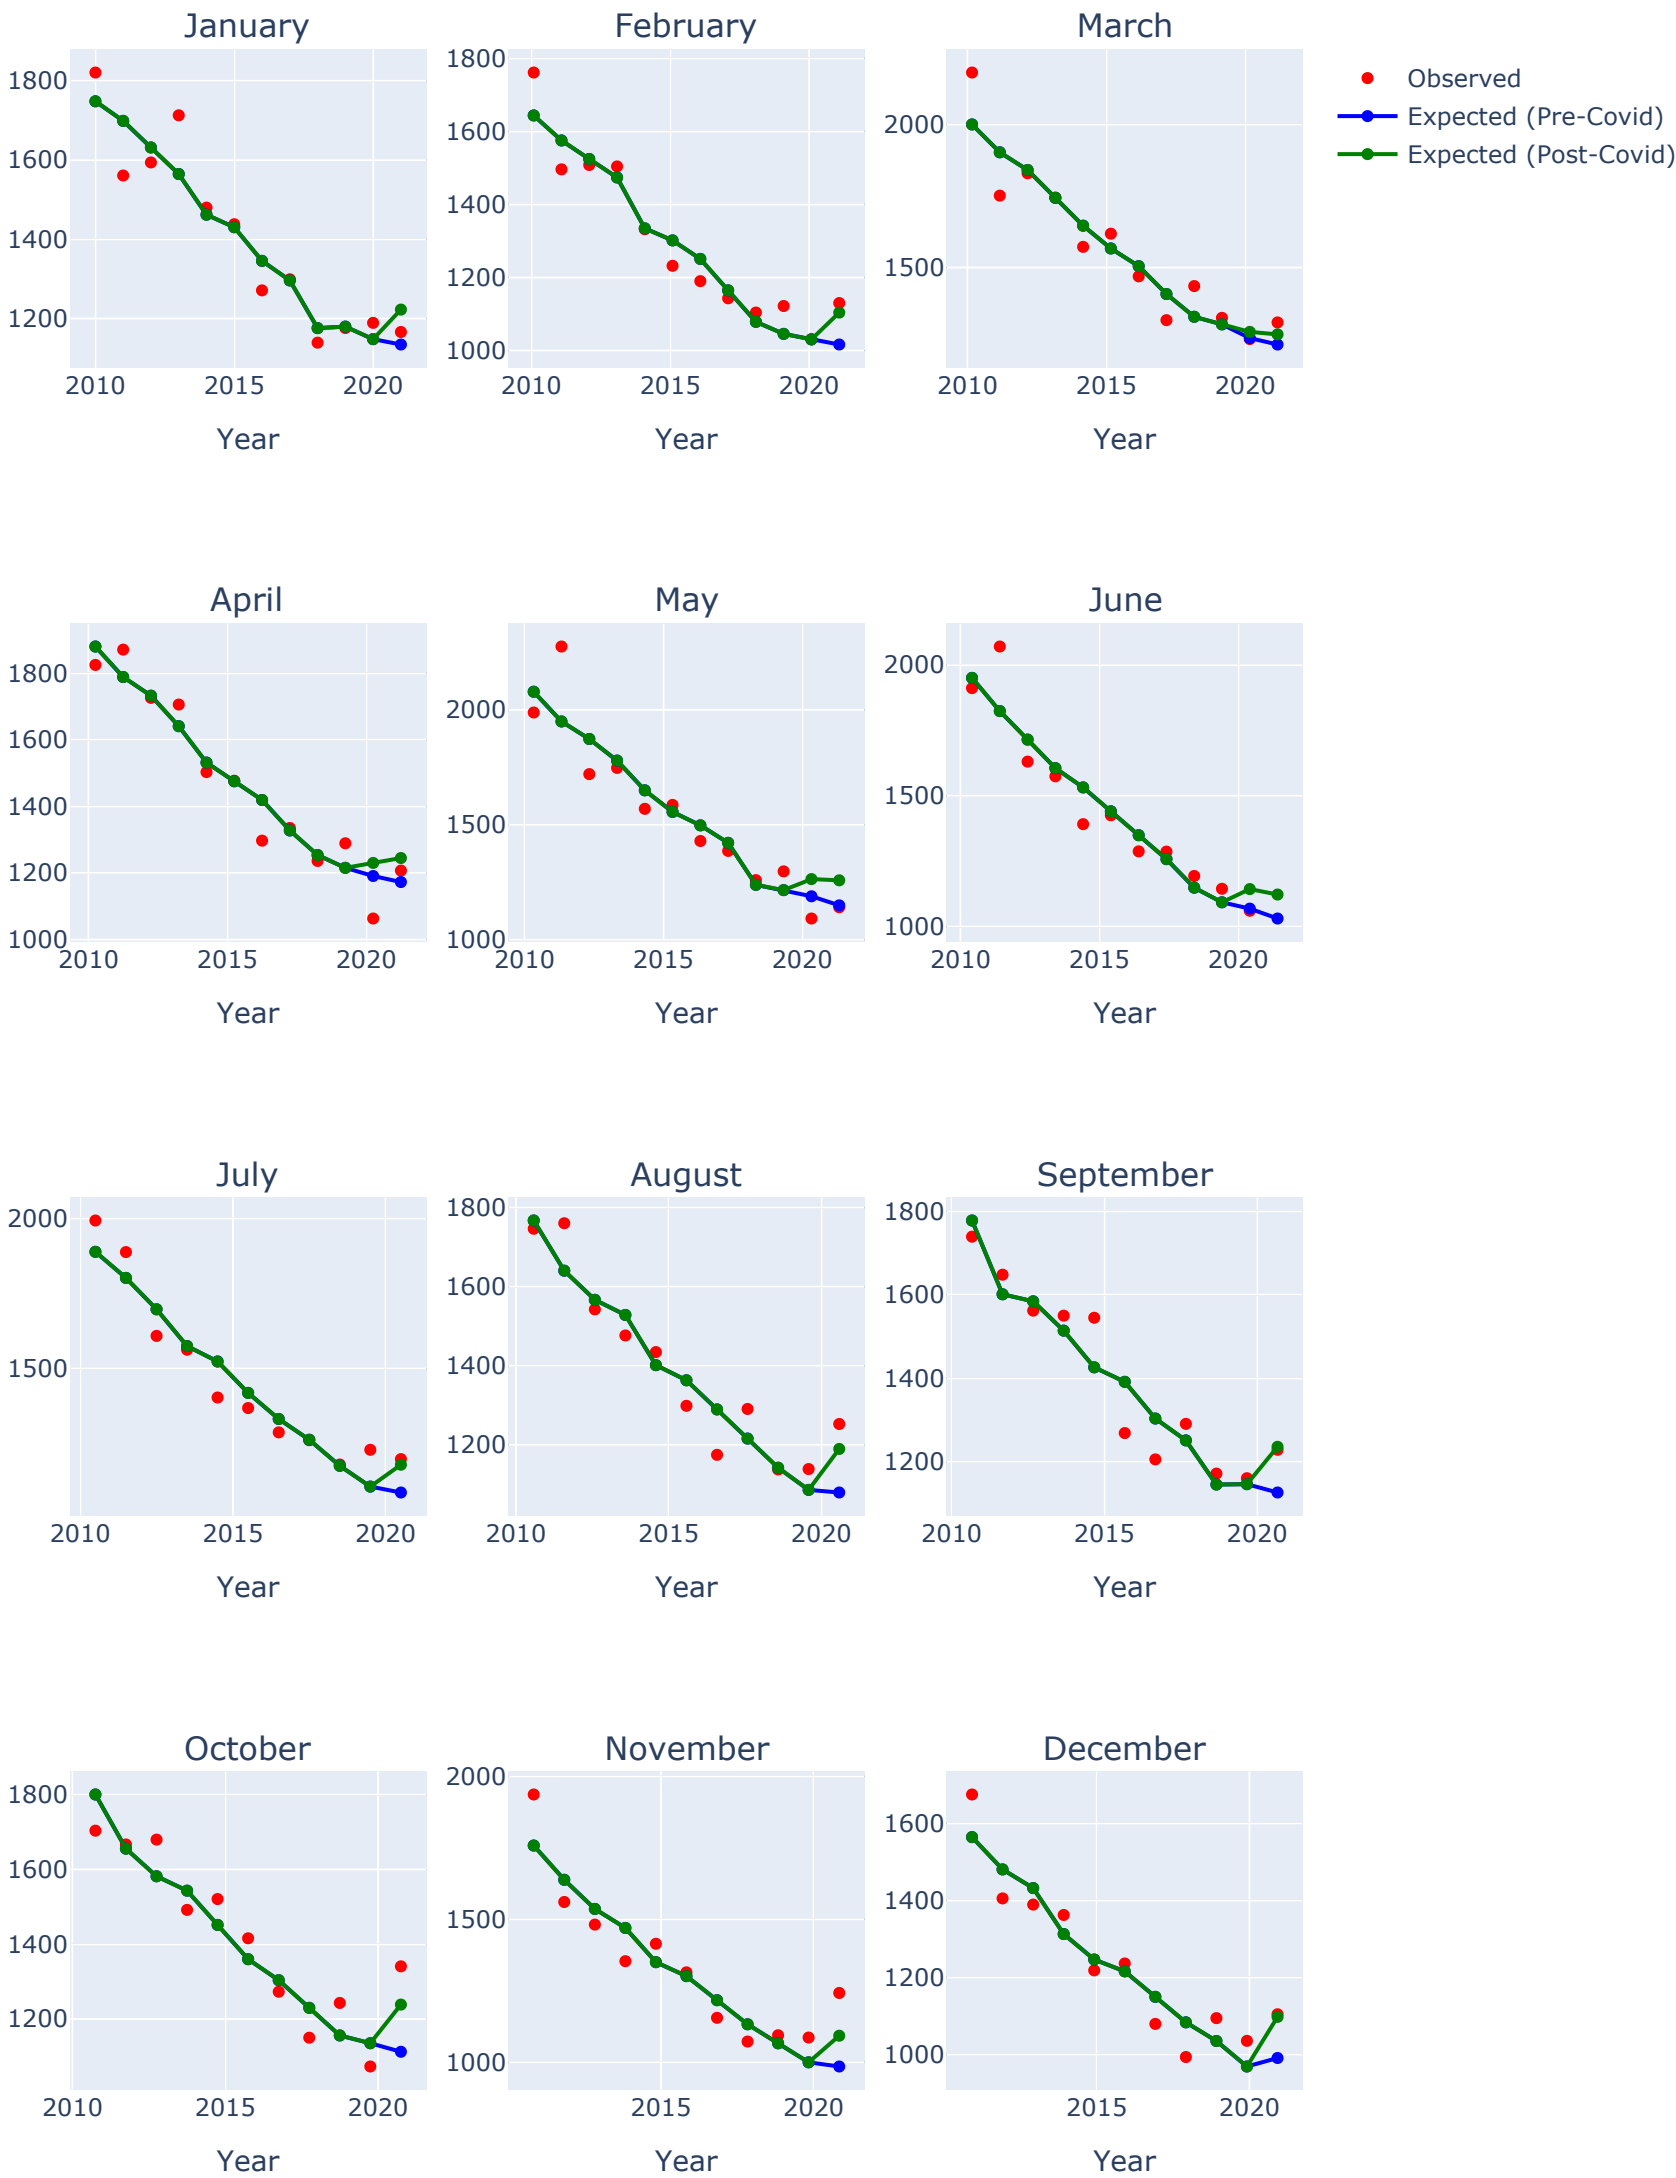 January February March
1800
1600
1400
1200
2010 2015 2020
Year
1800
1600
1400
1200
1000
2010 2015 2020
Year
2000
1500
2010 2015 2020
Year
Observed
Expected (Pre-Covid)
Expected (Post-Covid)
April May June
1800
1600
1400
1200
1000
2010 2015 2020
Year
2000
1500
1000
2010 2015 2020
Year
2000
1500
1000
2010 2015 2020
Year
July August September
2000
1500
2010 2015 2020
Year
1800
1600
1400
1200
2010 2015 2020
Year
1800
1600
1400
1200
2010 2015 2020
Year
October November December
1800
1600
1400
1200
2010 2015 2020
Year
2000
1500
1000
2015 2020
Year
1600
1400
1200
1000
2015 2020
Year